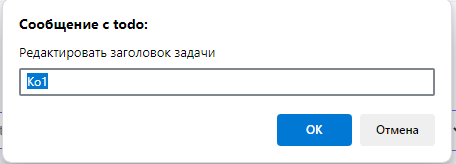 Сообщение с todo:
Редактировать заголовок задачи
Ко1
ОК
Отмена